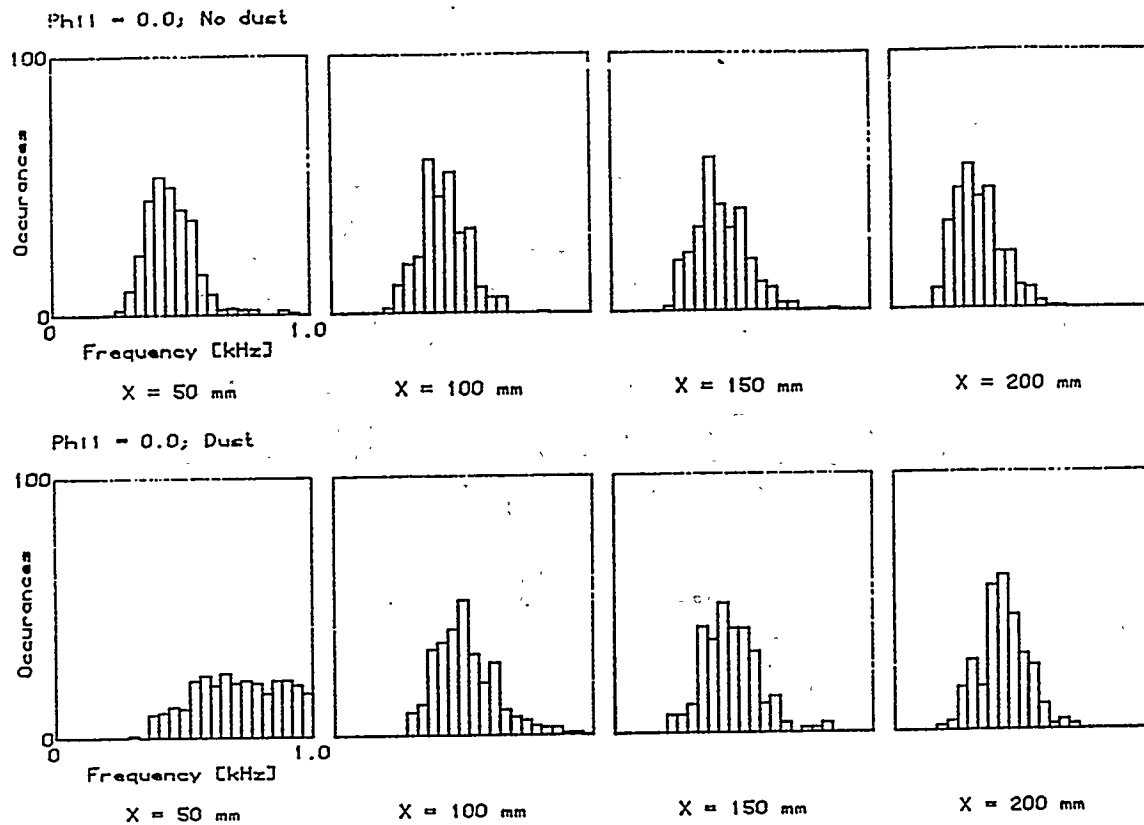 Phi1 = 0.0; No dust
100
Occurances
0
0 1.0
Frequency [kHz]
X = 50 mm X = 100 mm X = 150 mm X = 200 mm
Phi1 = 0.0; Dust
100
Occurances
0
0 1.0
Frequency [kHz]
X = 50 mm X = 100 mm X = 150 mm X = 200 mm